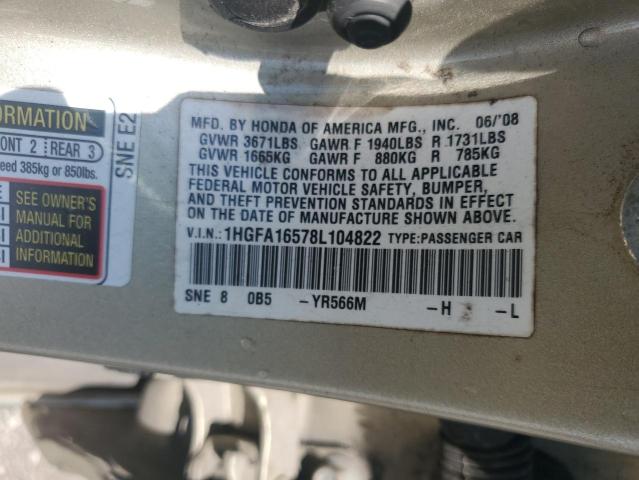 ORMATION
ONT 2 REAR 3
eed 385kg or 850lbs.
SEE OWNER'S
MANUAL FOR
ADDITIONAL
INFORMATION
SNE E2
MFD. BY HONDA OF AMERICA MFG., INC. 06/'08
GVWR 3671LBS GAWR F 1940LBS R 1731LBS
GVWR 1665KG GAWR F 880KG R 785KG
THIS VEHICLE CONFORMS TO ALL APPLICABLE
FEDERAL MOTOR VEHICLE SAFETY, BUMPER,
AND THEFT PREVENTION STANDARDS IN EFFECT
ON THE DATE OF MANUFACTURE SHOWN ABOVE.
V.I.N.: 1HGFA16578L104822 TYPE:PASSENGER CAR
SNE 8 0B5 -YR566M -H -L